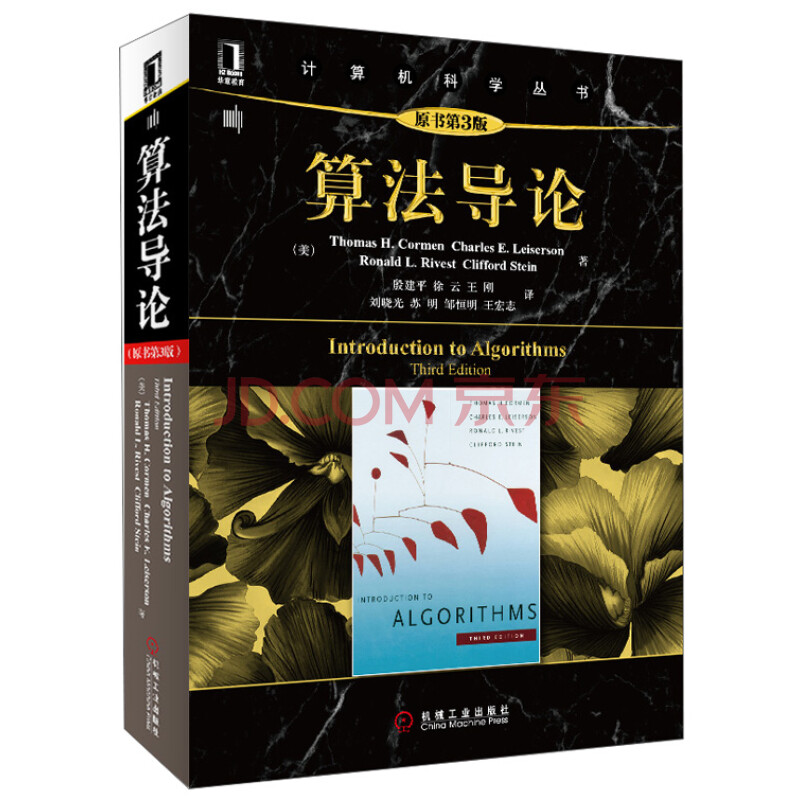 HZ BOOKS
华章教育
计算机科学丛书
原书第3版
算法导论
(美)
Thomas H. Cormen Charles E. Leiserson
Ronald L. Rivest Clifford Stein
著
殷建平 徐 云 王 刚
刘晓光 苏 明 邹恒明 王宏志
译
Introduction to Algorithms
Third Edition
JD.COM 京东
THOMAS H. CORMEN
CHARLES E. LEISERSON
RONALD L. RIVEST
CLIFFORD STEIN
INTRODUCTION TO
ALGORITHMS
THIRD EDITION
机械工业出版社
China Machine Press
算法导论
(原书第3版)
Introduction to Algorithms
Third Edition
(美)
Thomas H. Cormen Charles E. Leiserson
Ronald L. Rivest Clifford Stein
译
机械工业出版社
CHINA MACHINE PRESS